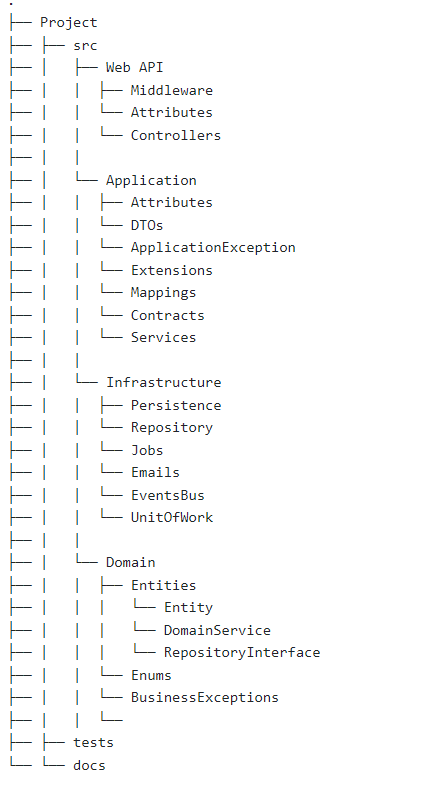 .
├── Project
├── ├── src
├── │   ├── Web API
├── │   |   ├── Middleware
├── │   |   └── Attributes
├── │   |   └── Controllers
├── |   |
├── │   └── Application
├── │   |   ├── Attributes
├── │   |   └── DTOs
├── │   |   └── ApplicationException
├── │   |   └── Extensions
├── │   |   └── Mappings
├── │   |   └── Contracts
├── │   |   └── Services
├── |   |
├── │   └── Infrastructure
├── │   |   ├── Persistence
├── │   |   └── Repository
├── │   |   └── Jobs
├── │   |   └── Emails
├── │   |   └── EventsBus
├── │   |   └── UnitOfWork
├── |   |
├── │   └── Domain
├── │   |   ├── Entities
├── │   |   |   └── Entity
├── │   |   |   └── DomainService
├── │   |   |   └── RepositoryInterface
├── │   |   └── Enums
├── │   |   └── BusinessExceptions
├── │   |   └──
├── ├── tests
└── └── docs